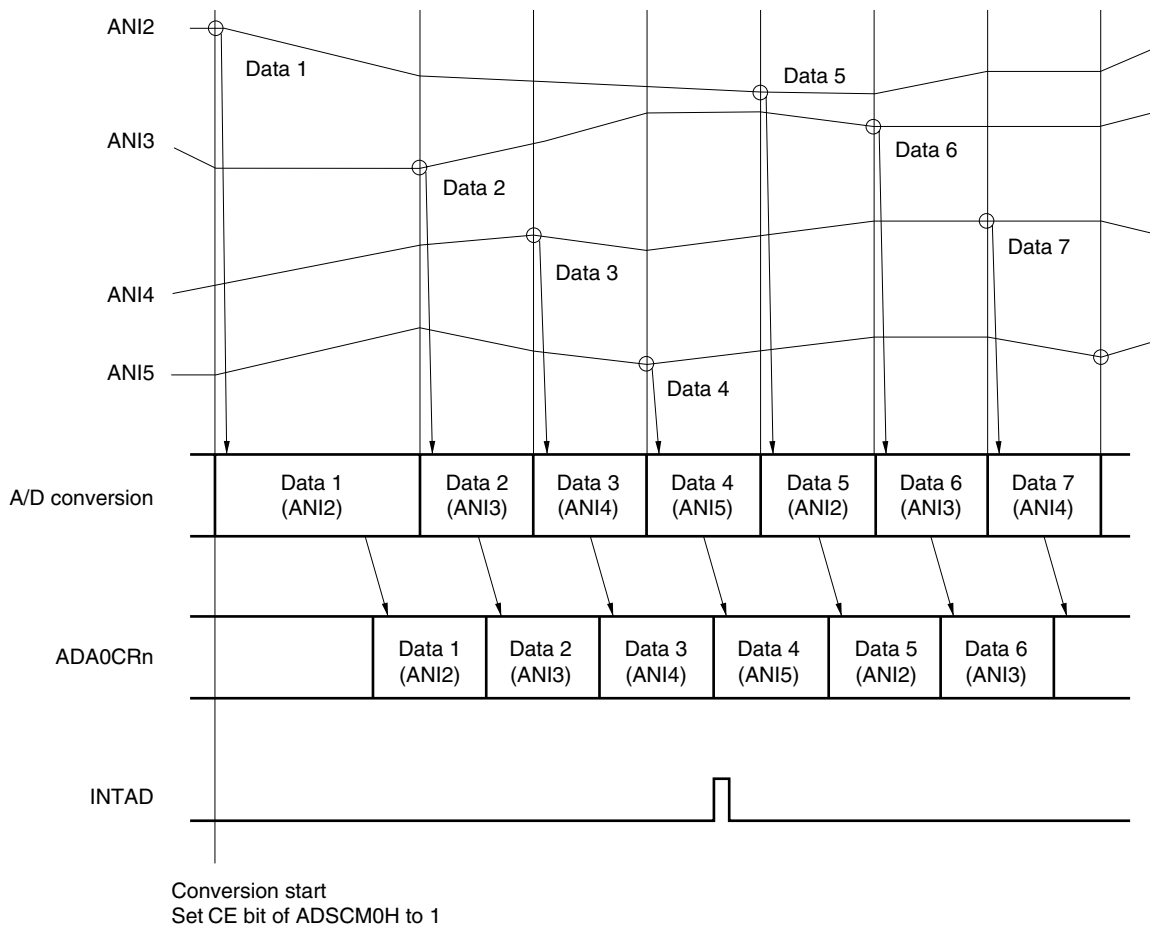 ANI2
Data 1
Data 5
ANI3
Data 6
Data 2
Data 7
Data 3
ANI4
ANI5
Data 4
A/D conversion
Data 1
(ANI2)
Data 2
(ANI3)
Data 3
(ANI4)
Data 4
(ANI5)
Data 5
(ANI2)
Data 6
(ANI3)
Data 7
(ANI4)
ADA0CRn
Data 1
(ANI2)
Data 2
(ANI3)
Data 3
(ANI4)
Data 4
(ANI5)
Data 5
(ANI2)
Data 6
(ANI3)
INTAD
Conversion start
Set CE bit of ADSCM0H to 1